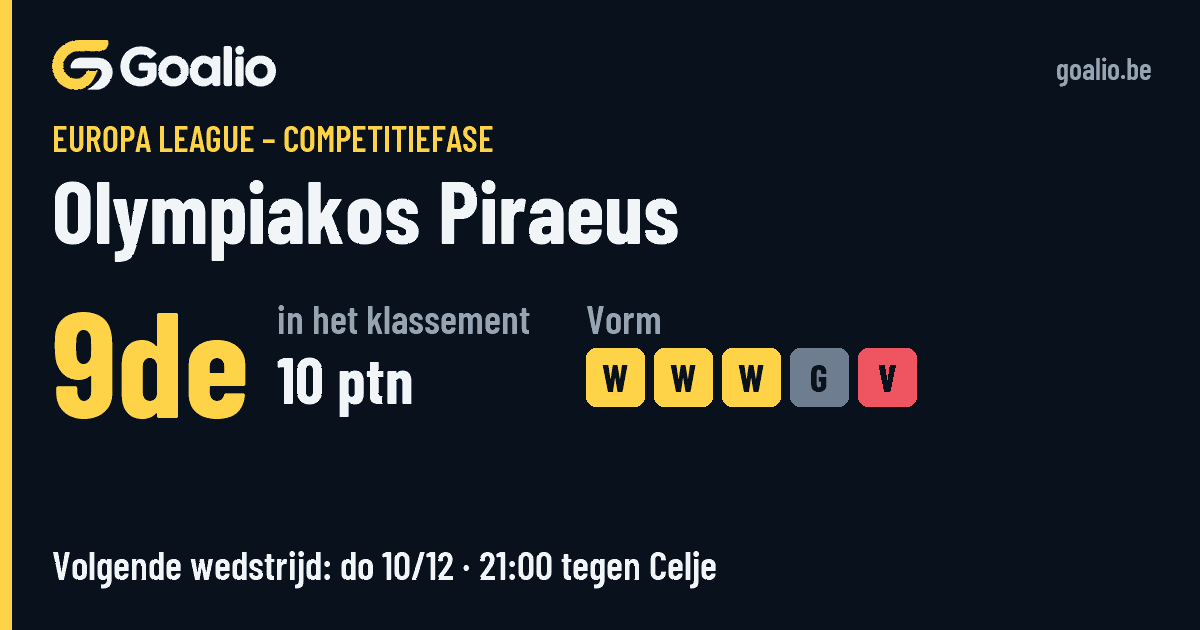 Goalio
goalio.be
EUROPA LEAGUE – COMPETITIEFASE
Olympiakos Piraeus
9de
in het klassement
10 ptn
Vorm
W W W G V
Volgende wedstrijd: do 10/12 · 21:00 tegen Celje